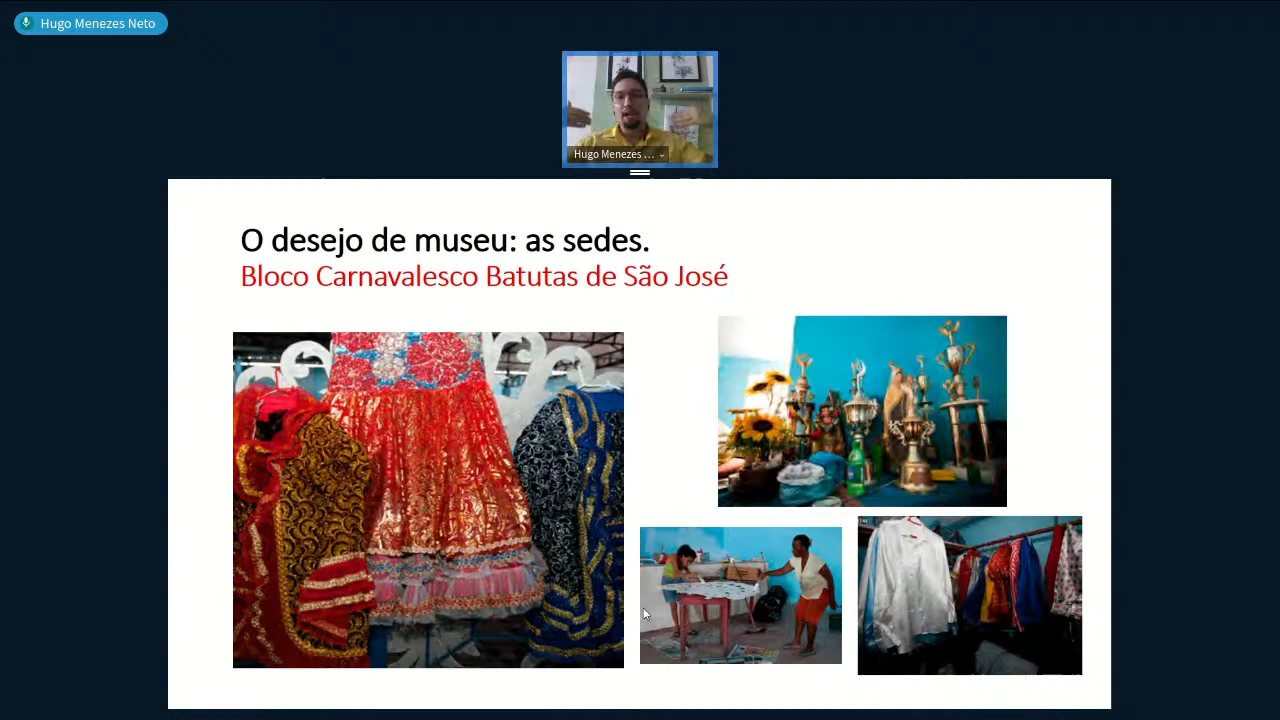 Hugo Menezes Neto
Hugo Menezes ...
O desejo de museu: as sedes.
Bloco Carnavalesco Batutas de São José